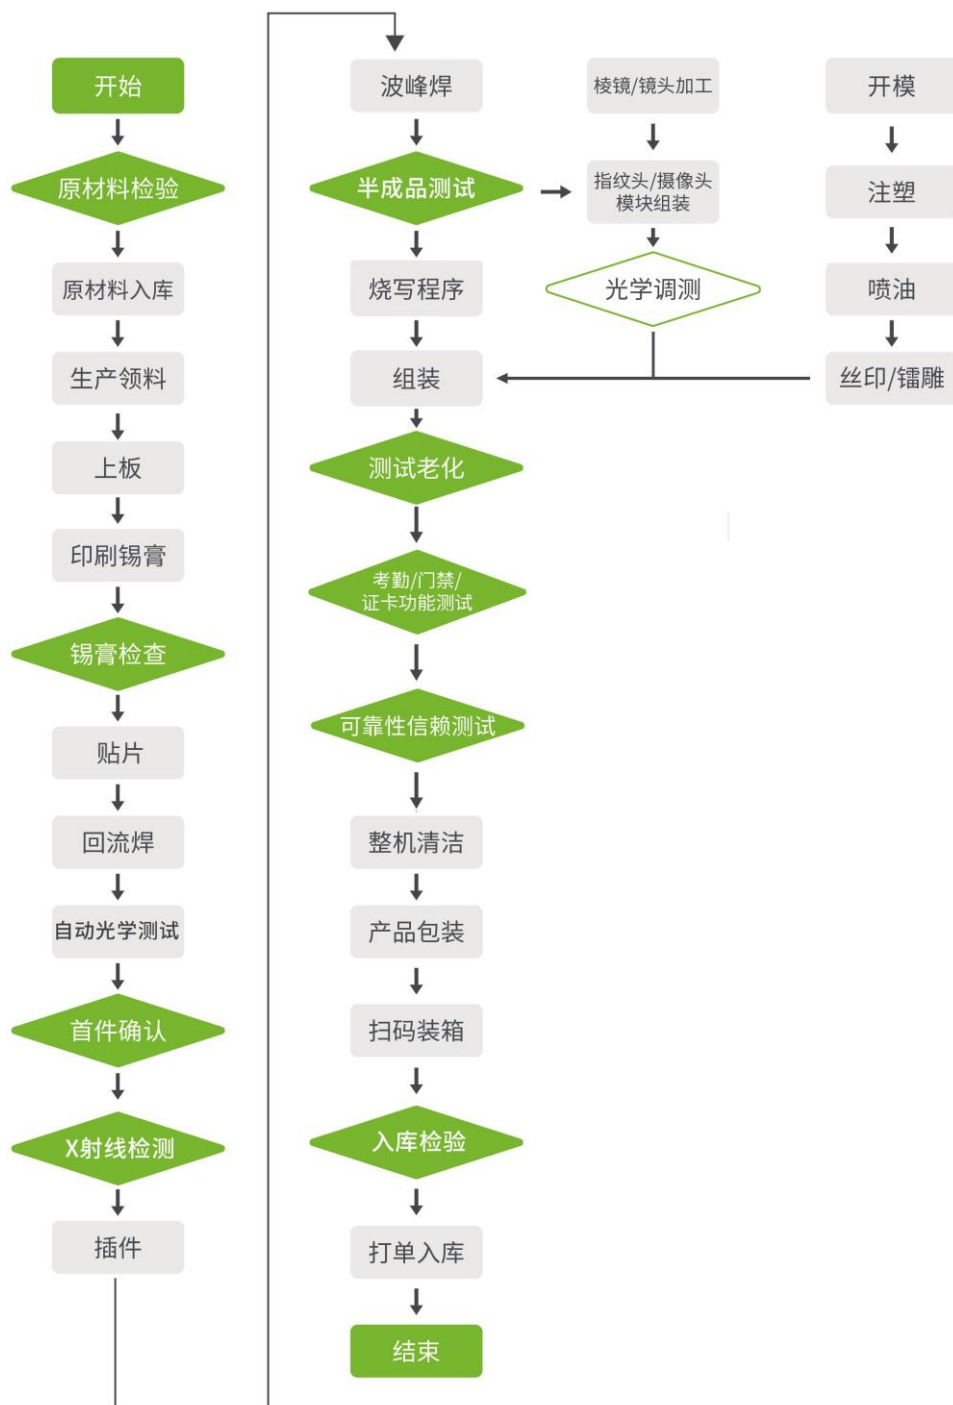 开始
原材料检验
原材料入库
生产领料
上板
印刷锡膏
锡膏检查
贴片
回流焊
自动光学测试
首件确认
X射线检测
插件
波峰焊
半成品测试
烧写程序
组装
测试老化
考勤/门禁/
证卡功能测试
可靠性信赖测试
整机清洁
产品包装
扫码装箱
入库检验
打单入库
结束
棱镜/镜头加工
指纹头/摄像头
模块组装
光学调测
开模
注塑
喷油
丝印/镭雕